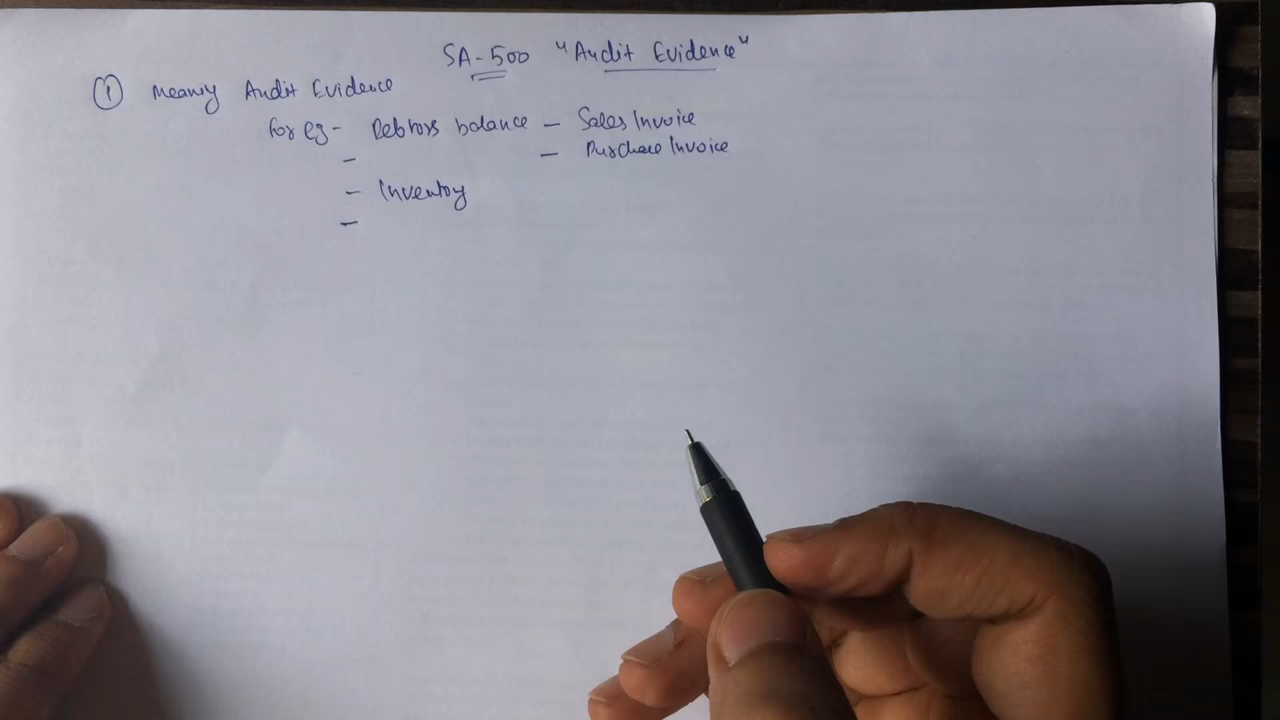 SA-500 "Audit Evidence"
① Meaning Audit Evidence
for eg - Debtors balance - Sales Invoice
- - Purchase Invoice
- Inventory
-